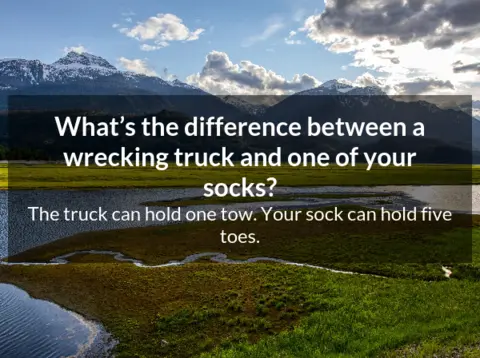 What's the difference between a
wrecking truck and one of your
socks?
The truck can hold one tow. Your sock can hold five
toes.